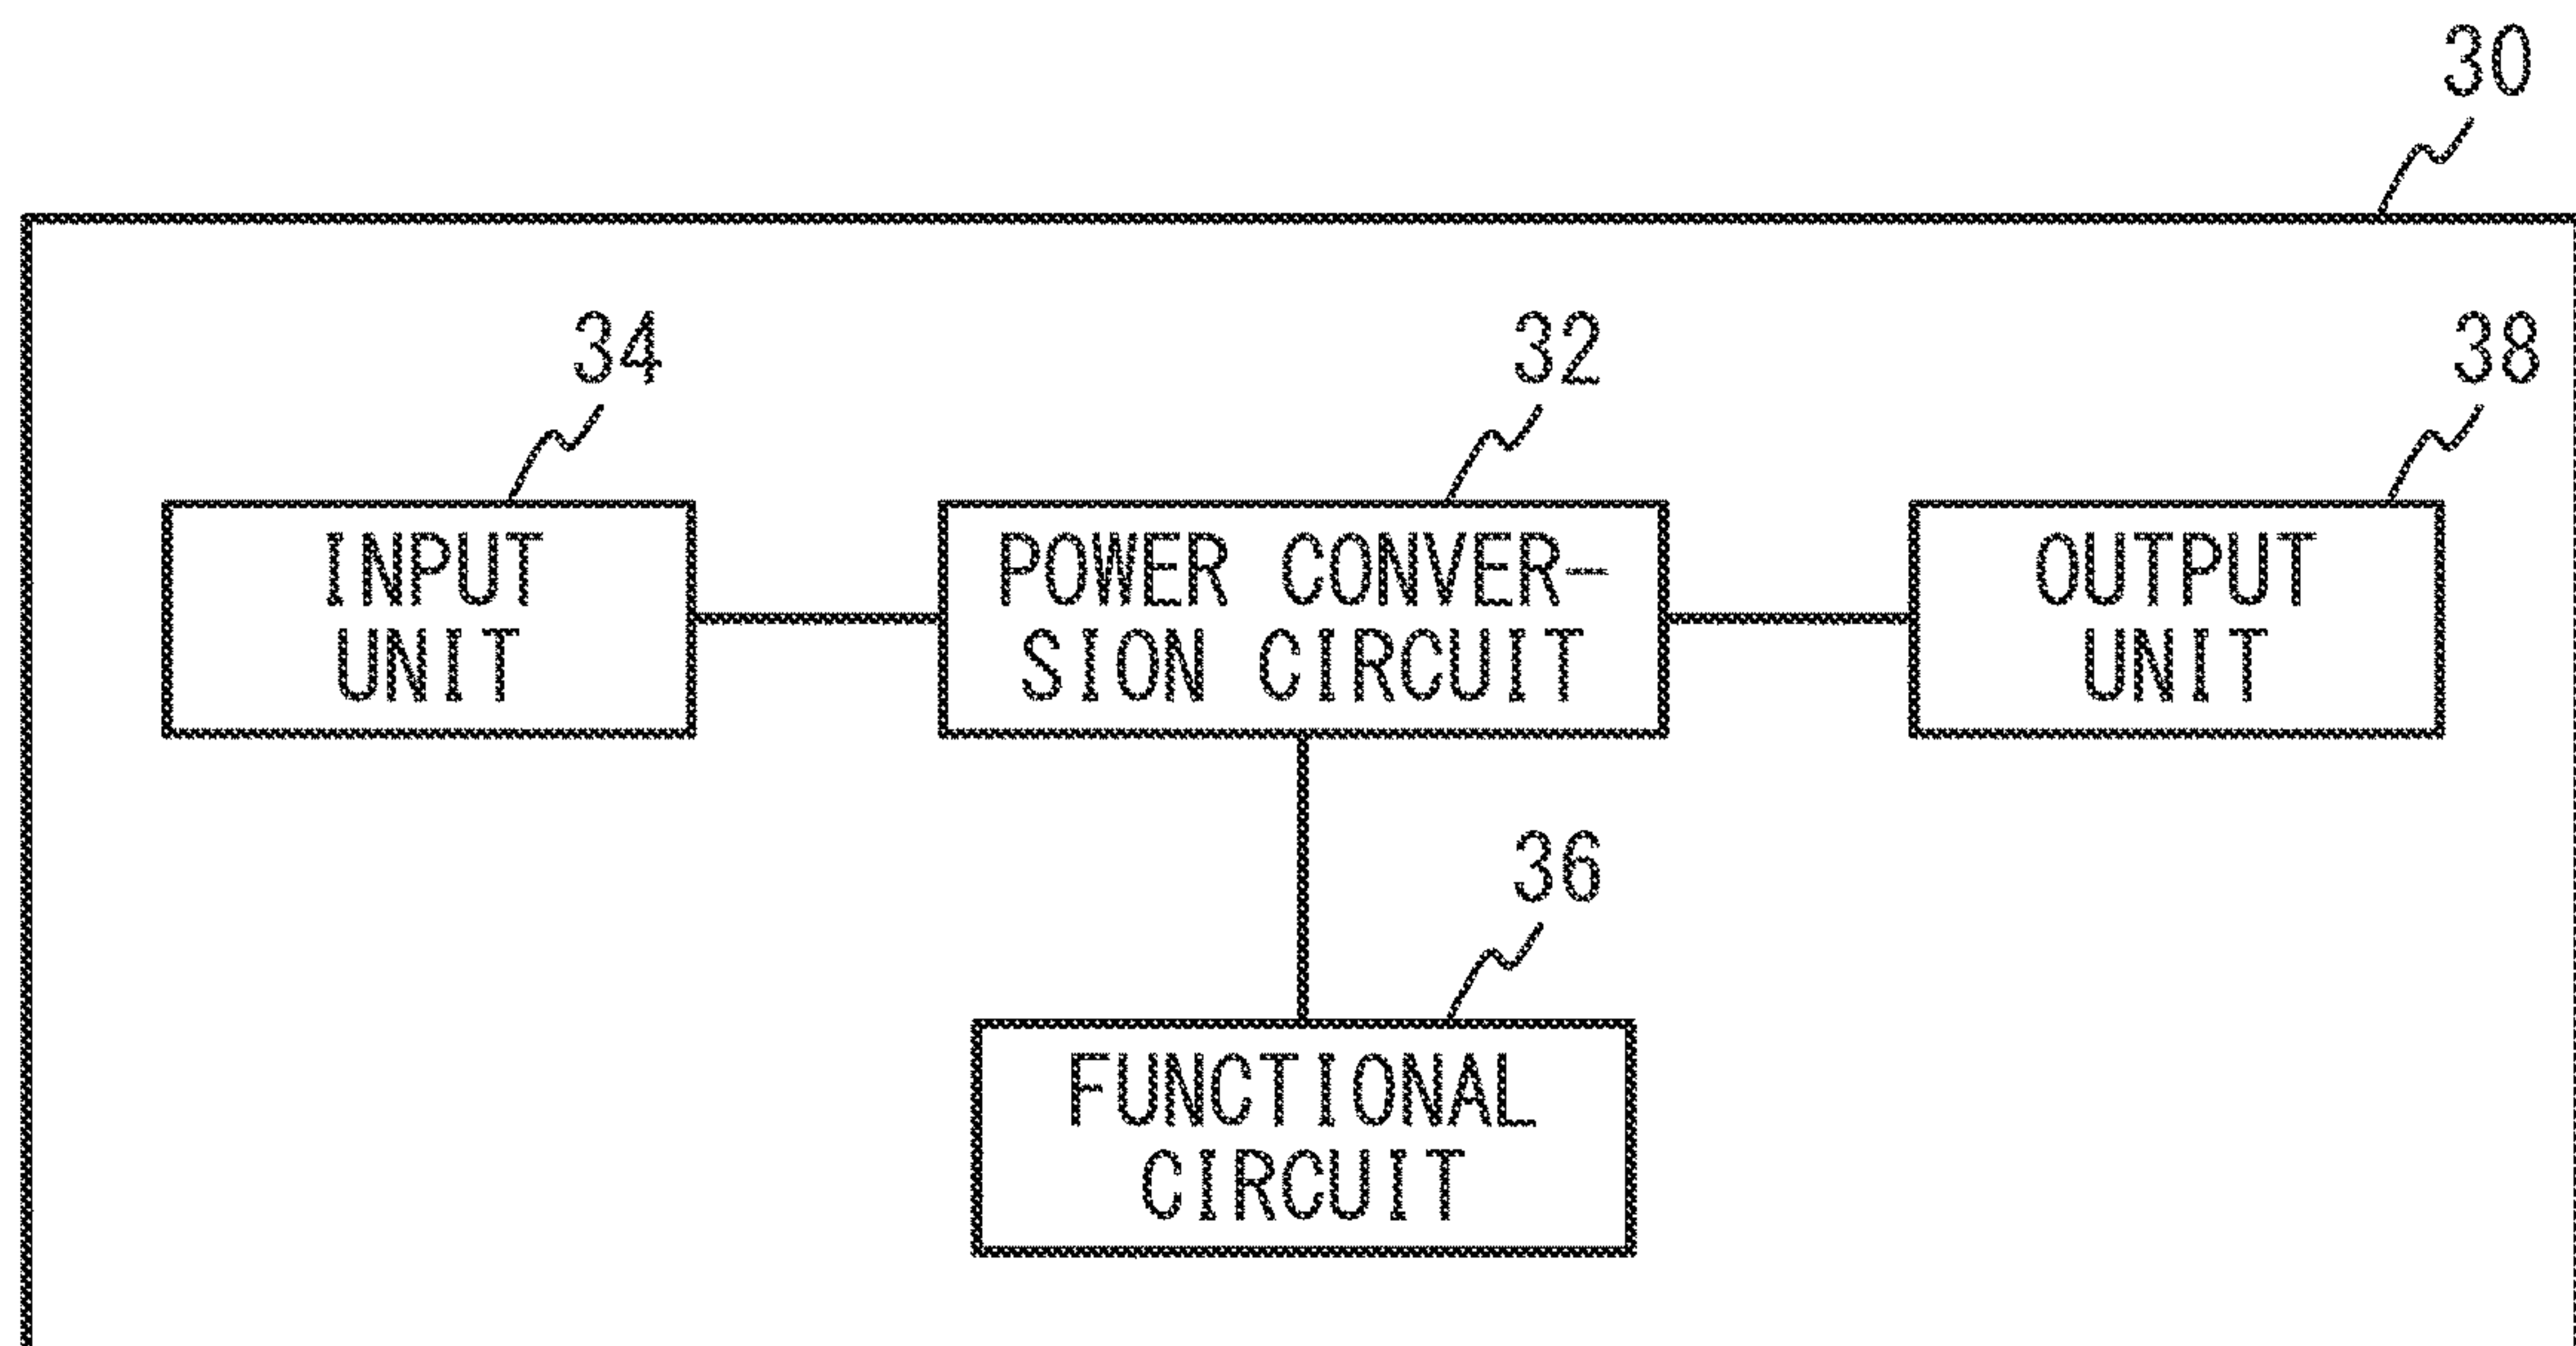 30
34
32
38
INPUT
UNIT
POWER CONVER-
SION CIRCUIT
OUTPUT
UNIT
36
FUNCTIONAL
CIRCUIT